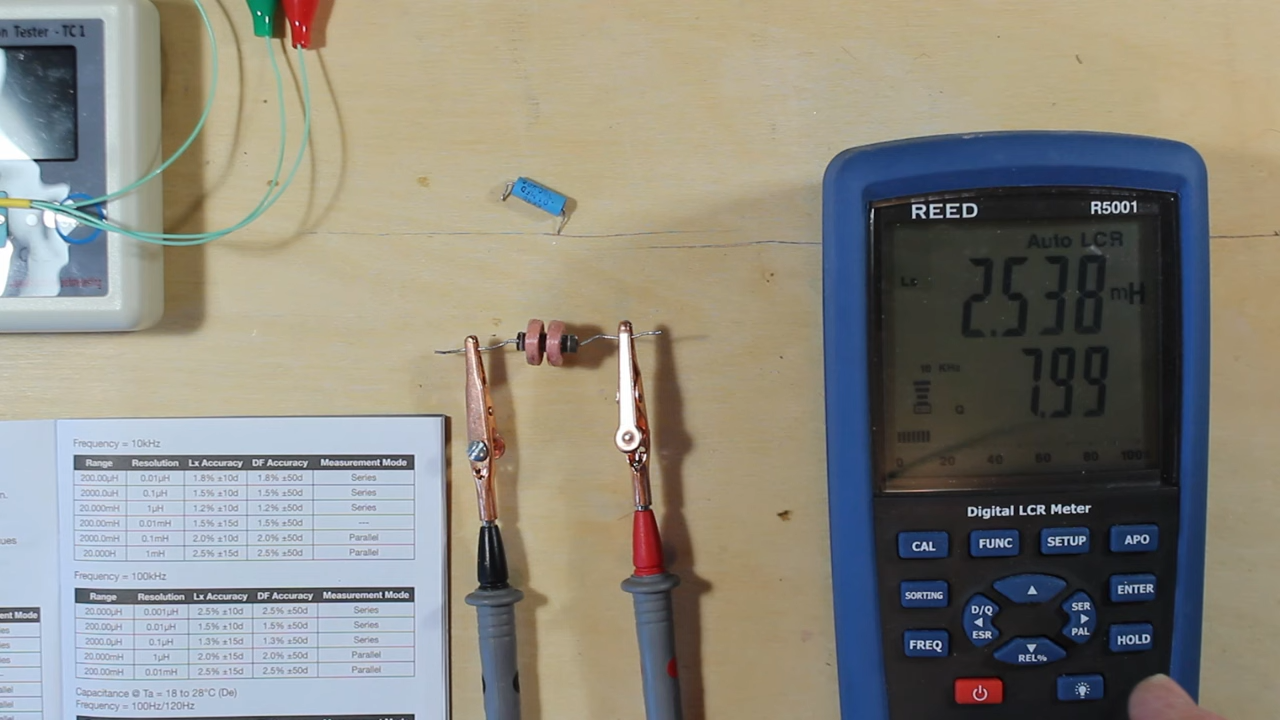 n Tester - TC1
REED
R5001
Auto LCR
2.538 mH
10 KHz
7.99
Q
0 20 40 60 80 100%
Digital LCR Meter
CAL FUNC SETUP APO
SORTING
D/Q
ESR
▲
SER
PAL
ENTER
FREQ
▼
REL%
HOLD
n.
ues
ent Mode
Frequency = 10kHz
Range Resolution Lx Accuracy DF Accuracy Measurement Mode
200.00µH 0.01µH 1.8% ±10d 1.8% ±50d Series
2000.0uH 0.1µH 1.5% ±10d 1.5% ±50d Series
20.000mH 1µH 1.2% ±10d 1.2% ±50d Series
200.00mH 0.01mH 1.5% ±15d 1.5% ±50d ----
2000.0mH 0.1mH 2.0% ±10d 2.0% ±50d Parallel
20.000H 1mH 2.5% ±15d 2.5% ±50d Parallel
Frequency = 100kHz
Range Resolution Lx Accuracy DF Accuracy Measurement Mode
20.000µH 0.001µH 2.5% ±10d 2.5% ±50d Series
200.00µH 0.01µH 1.5% ±10d 1.5% ±50d Series
2000.0µH 0.1µH 1.3% ±15d 1.3% ±50d Series
20.000mH 1µH 2.0% ±15d 2.0% ±50d Parallel
200.00mH 0.01mH 2.5% ±15d 2.5% ±50d Parallel
Capacitance @ Ta = 18 to 28°C (De)
Frequency = 100Hz/120Hz